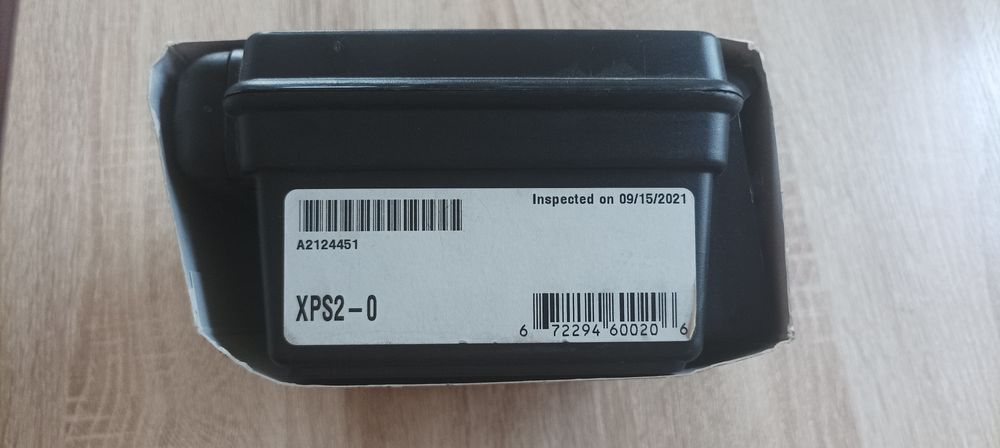 Inspected on 09/15/2021
A2124451
XPS2-0
6 72294 60020 6